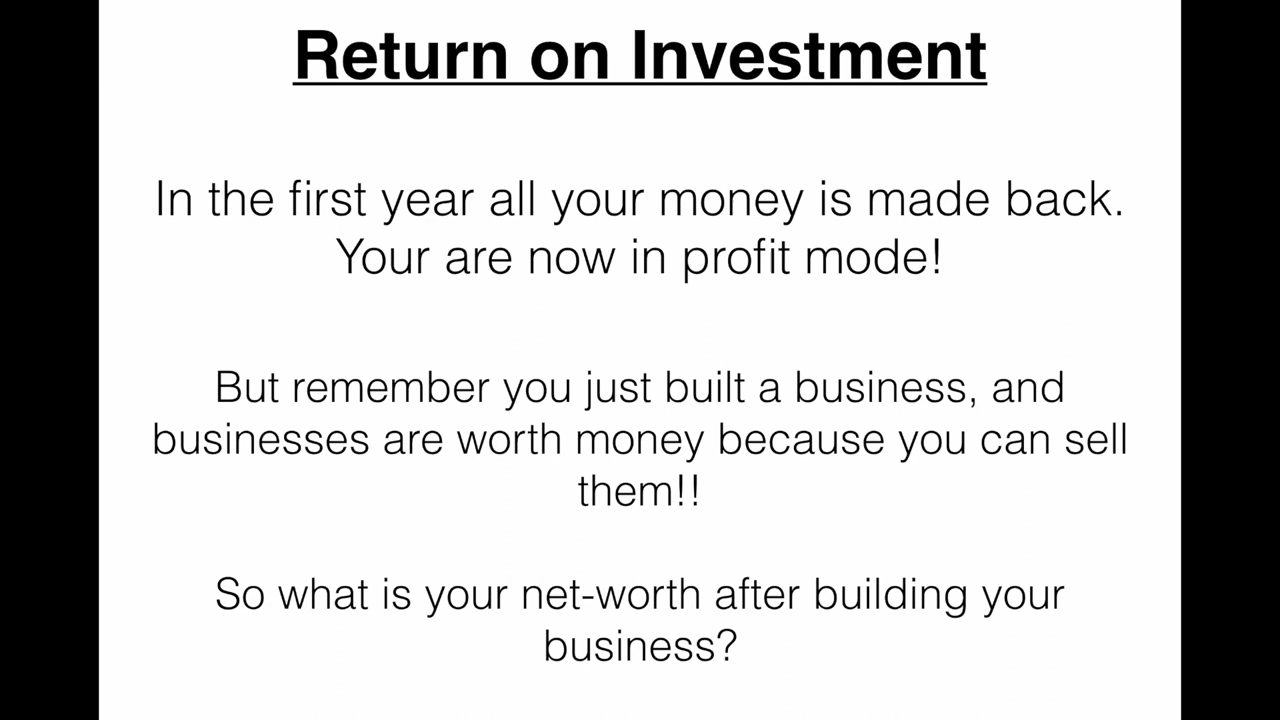 Return on Investment
In the first year all your money is made back.
Your are now in profit mode!
But remember you just built a business, and
businesses are worth money because you can sell
them!!
So what is your net-worth after building your
business?